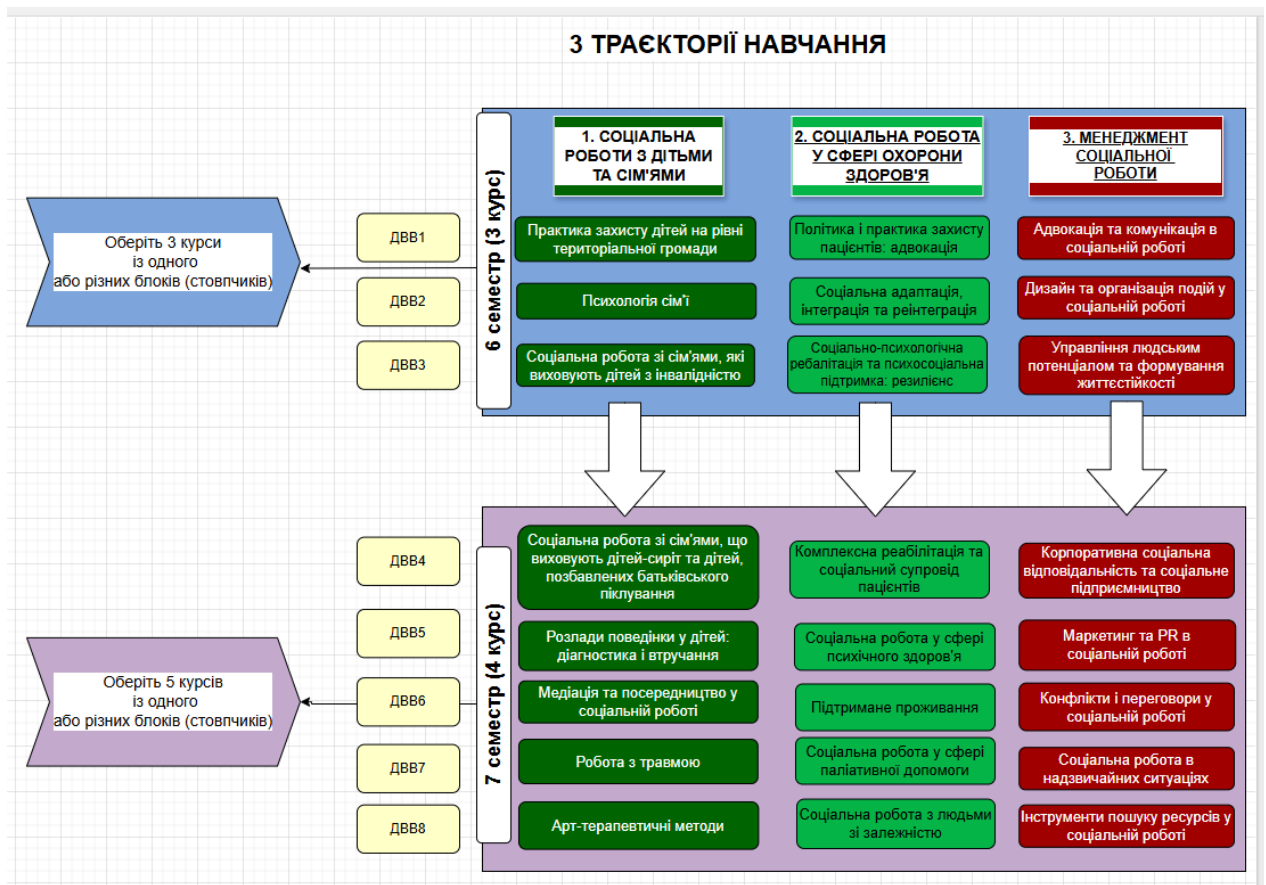 3 ТРАЄКТОРІЇ НАВЧАННЯ
1. СОЦІАЛЬНА
РОБОТИ З ДІТЬМИ
ТА СІМ'ЯМИ
2. СОЦІАЛЬНА РОБОТА
У СФЕРІ ОХОРОНИ
ЗДОРОВ'Я
3. МЕНЕДЖМЕНТ
СОЦІАЛЬНОЇ
РОБОТИ
Оберіть 3 курси
із одного
або різних блоків (стовпчиків)
6 семестр (3 курс)
ДВВ1
Практика захисту дітей на рівні
територіальної громади
Політика і практика захисту
пацієнтів: адвокація
Адвокація та комунікація в
соціальній роботі
ДВВ2
Психологія сім'ї
Соціальна адаптація,
інтеграція та реінтеграція
Дизайн та організація подій у
соціальній роботі
ДВВ3
Соціальна робота зі сім'ями, які
виховують дітей з інвалідністю
Соціально-психологічна
ребалітація та психосоціальна
підтримка: резилієнс
Управління людським
потенціалом та формування
життєстійкості
Оберіть 5 курсів
із одного
або різних блоків (стовпчиків)
7 семестр (4 курс)
ДВВ4
Соціальна робота зі сім'ями, що
виховують дітей-сиріт та дітей,
позбавлених батьківського
піклування
Комплексна реабілітація та
соціальний супровід
пацієнтів
Корпоративна соціальна
відповідальність та соціальне
підприємництво
ДВВ5
Розлади поведінки у дітей:
діагностика і втручання
Соціальна робота у сфері
психічного здоров'я
Маркетинг та PR в
соціальній роботі
ДВВ6
Медіація та посередництво у
соціальній роботі
Підтримане проживання
Конфлікти і переговори у
соціальній роботі
ДВВ7
Робота з травмою
Соціальна робота у сфері
паліативної допомоги
Соціальна робота в
надзвичайних ситуаціях
ДВВ8
Арт-терапевтичні методи
Соціальна робота з людьми
зі залежністю
Інструменти пошуку ресурсів у
соціальній роботі